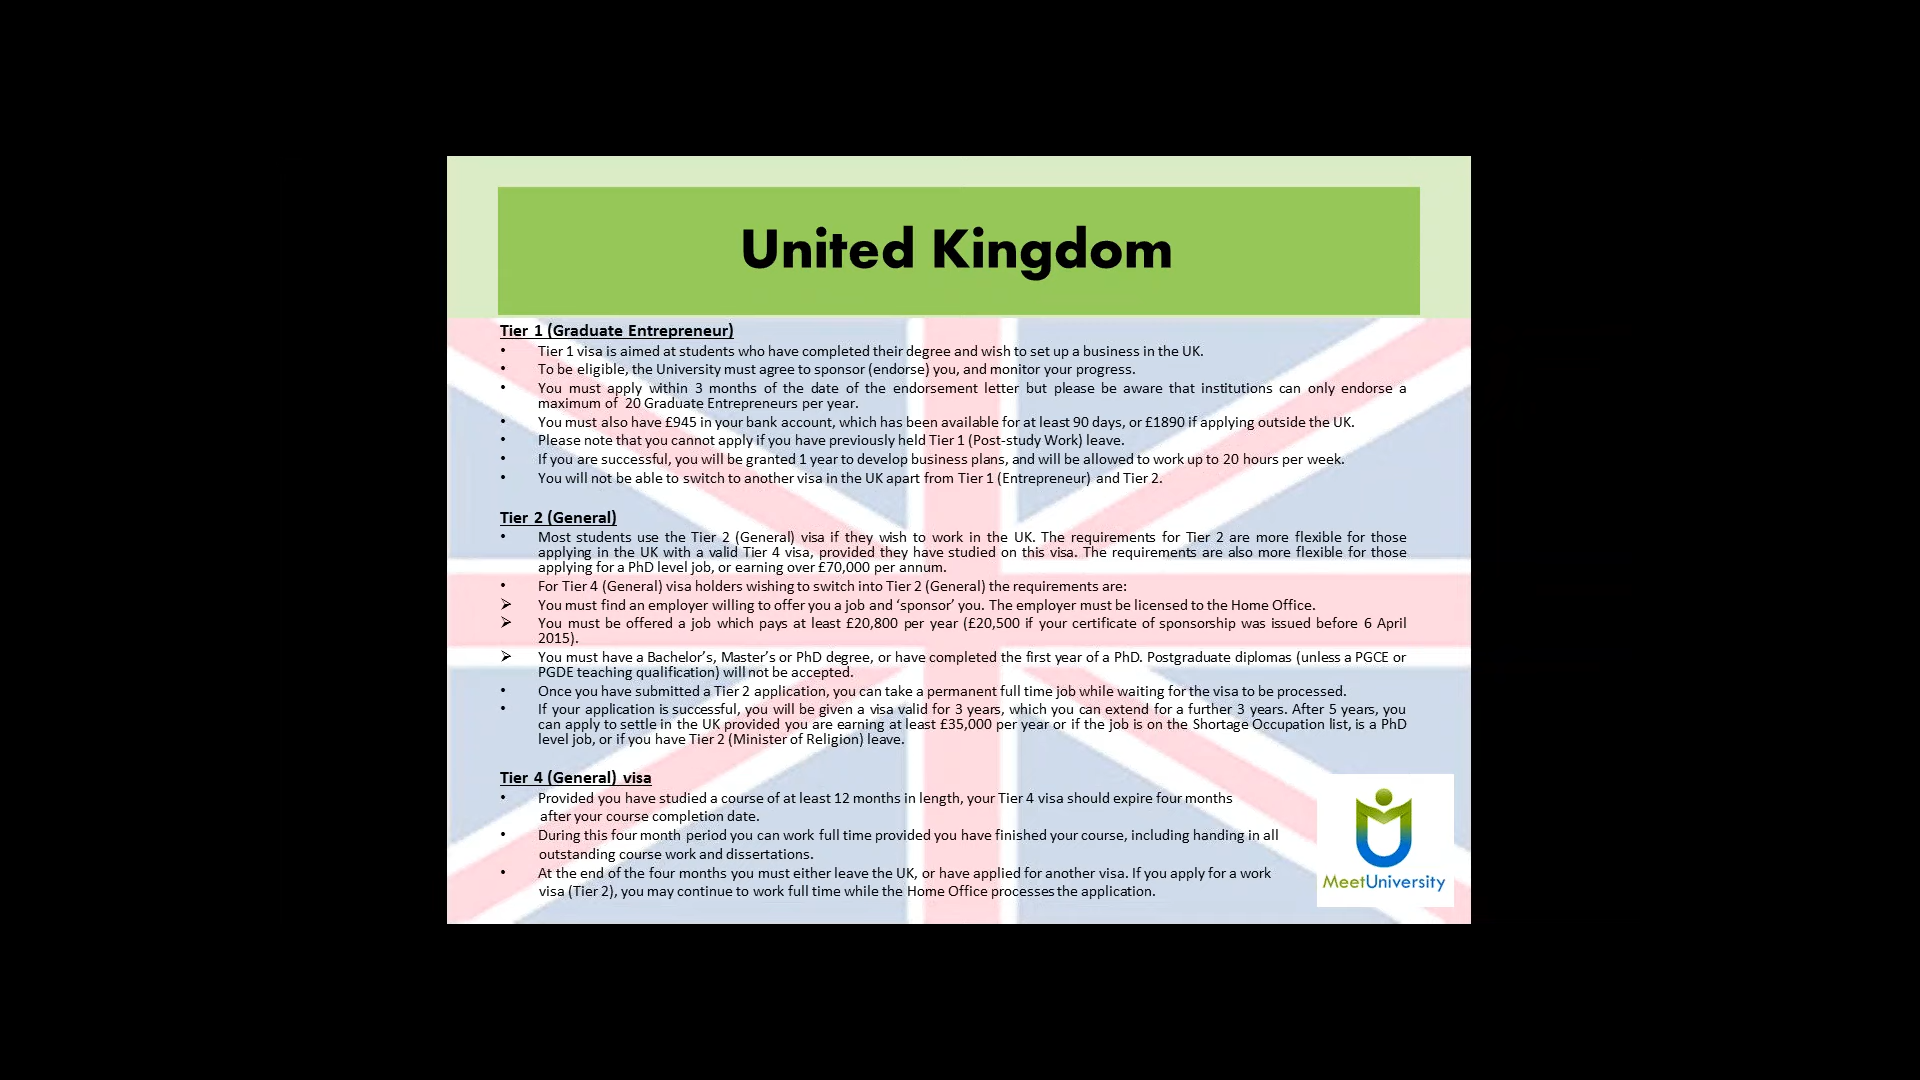 United Kingdom
Tier 1 (Graduate Entrepreneur)
• Tier 1 visa is aimed at students who have completed their degree and wish to set up a business in the UK.
• To be eligible, the University must agree to sponsor (endorse) you, and monitor your progress.
• You must apply within 3 months of the date of the endorsement letter but please be aware that institutions can only endorse a
maximum of 20 Graduate Entrepreneurs per year.
• You must also have £945 in your bank account, which has been available for at least 90 days, or £1890 if applying outside the UK.
• Please note that you cannot apply if you have previously held Tier 1 (Post-study Work) leave.
• If you are successful, you will be granted 1 year to develop business plans, and will be allowed to work up to 20 hours per week.
• You will not be able to switch to another visa in the UK apart from Tier 1 (Entrepreneur) and Tier 2.
Tier 2 (General)
• Most students use the Tier 2 (General) visa if they wish to work in the UK. The requirements for Tier 2 are more flexible for those
applying in the UK with a valid Tier 4 visa, provided they have studied on this visa. The requirements are also more flexible for those
applying for a PhD level job, or earning over £70,000 per annum.
• For Tier 4 (General) visa holders wishing to switch into Tier 2 (General) the requirements are:
➢ You must find an employer willing to offer you a job and ‘sponsor’ you. The employer must be licensed to the Home Office.
➢ You must be offered a job which pays at least £20,800 per year (£20,500 if your certificate of sponsorship was issued before 6 April
2015).
➢ You must have a Bachelor’s, Master’s or PhD degree, or have completed the first year of a PhD. Postgraduate diplomas (unless a PGCE or
PGDE teaching qualification) will not be accepted.
• Once you have submitted a Tier 2 application, you can take a permanent full time job while waiting for the visa to be processed.
• If your application is successful, you will be given a visa valid for 3 years, which you can extend for a further 3 years. After 5 years, you
can apply to settle in the UK provided you are earning at least £35,000 per year or if the job is on the Shortage Occupation list, is a PhD
level job, or if you have Tier 2 (Minister of Religion) leave.
Tier 4 (General) visa
• Provided you have studied a course of at least 12 months in length, your Tier 4 visa should expire four months
after your course completion date.
• During this four month period you can work full time provided you have finished your course, including handing in all
outstanding course work and dissertations.
• At the end of the four months you must either leave the UK, or have applied for another visa. If you apply for a work
visa (Tier 2), you may continue to work full time while the Home Office processes the application.
MeetUniversity